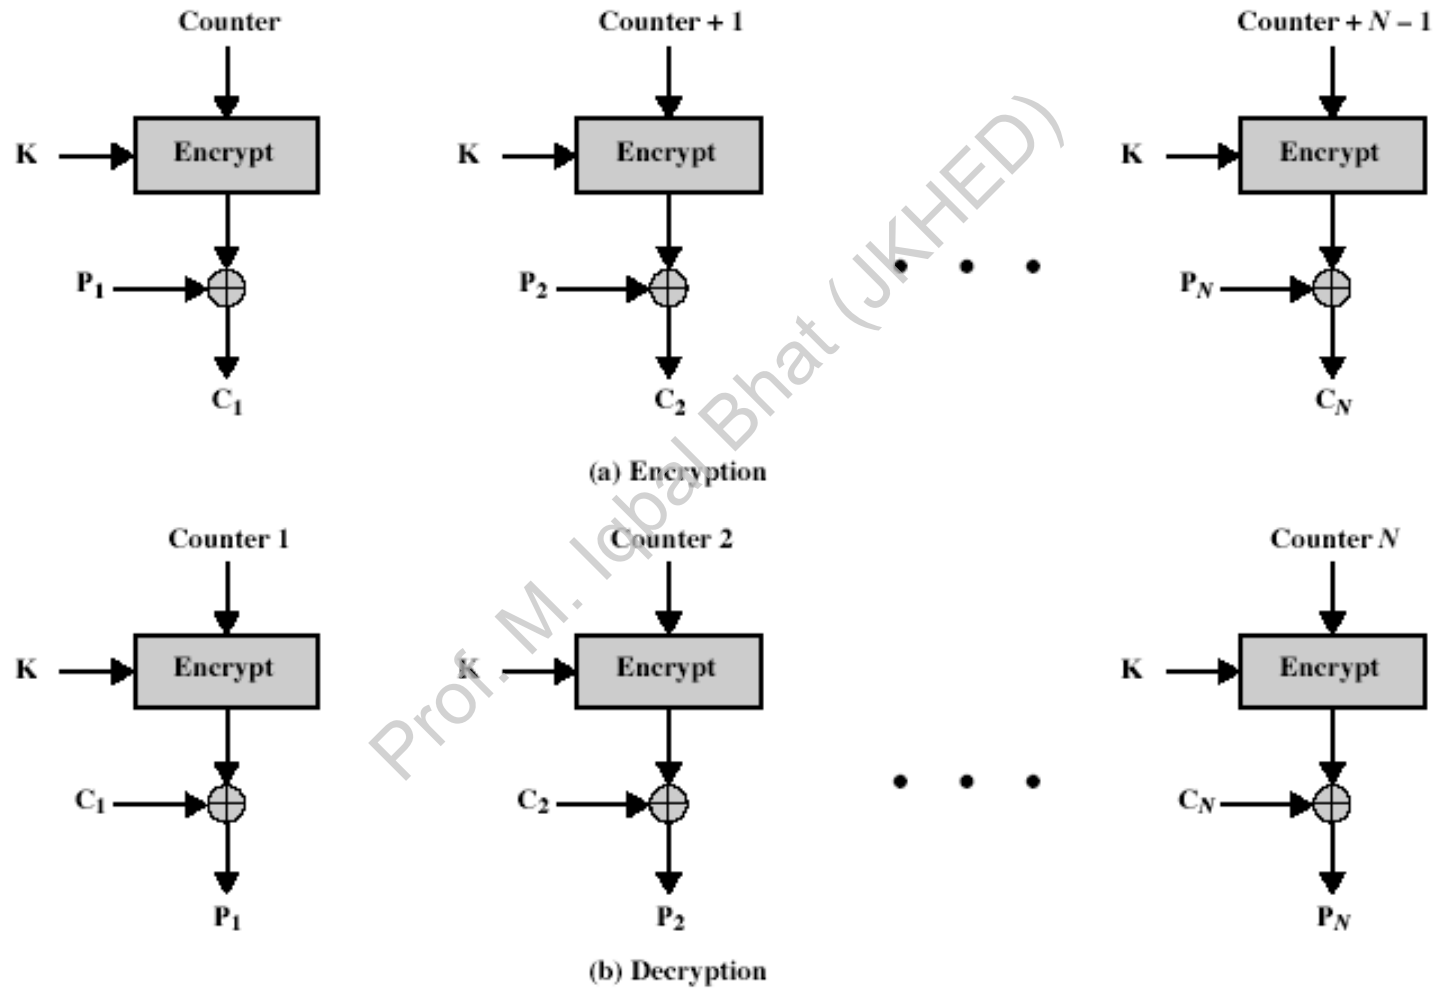 Counter Counter + 1 Counter + N – 1
K Encrypt K Encrypt K Encrypt
P1 P2 PN
C1 C2 CN
(a) Encryption
Counter 1 Counter 2 Counter N
K Encrypt K Encrypt K Encrypt
C1 C2 CN
P1 P2 PN
(b) Decryption
Prof. M. Iqbal Bhat (JKHED)